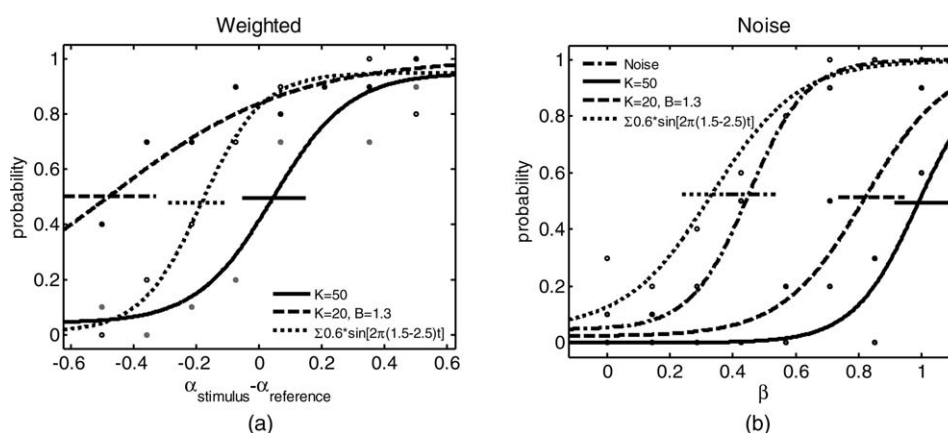 Weighted
probability
1
0.8
0.6
0.4
0.2
0
-0.6 -0.4 -0.2 0 0.2 0.4 0.6
K=50
K=20, B=1.3
Σ0.6*sin[2π(1.5-2.5)t]
α stimulus - α reference
(a)
Noise
probability
1
0.8
0.6
0.4
0.2
0
0 0.2 0.4 0.6 0.8 1
Noise
K=50
K=20, B=1.3
Σ0.6*sin[2π(1.5-2.5)t]
β
(b)